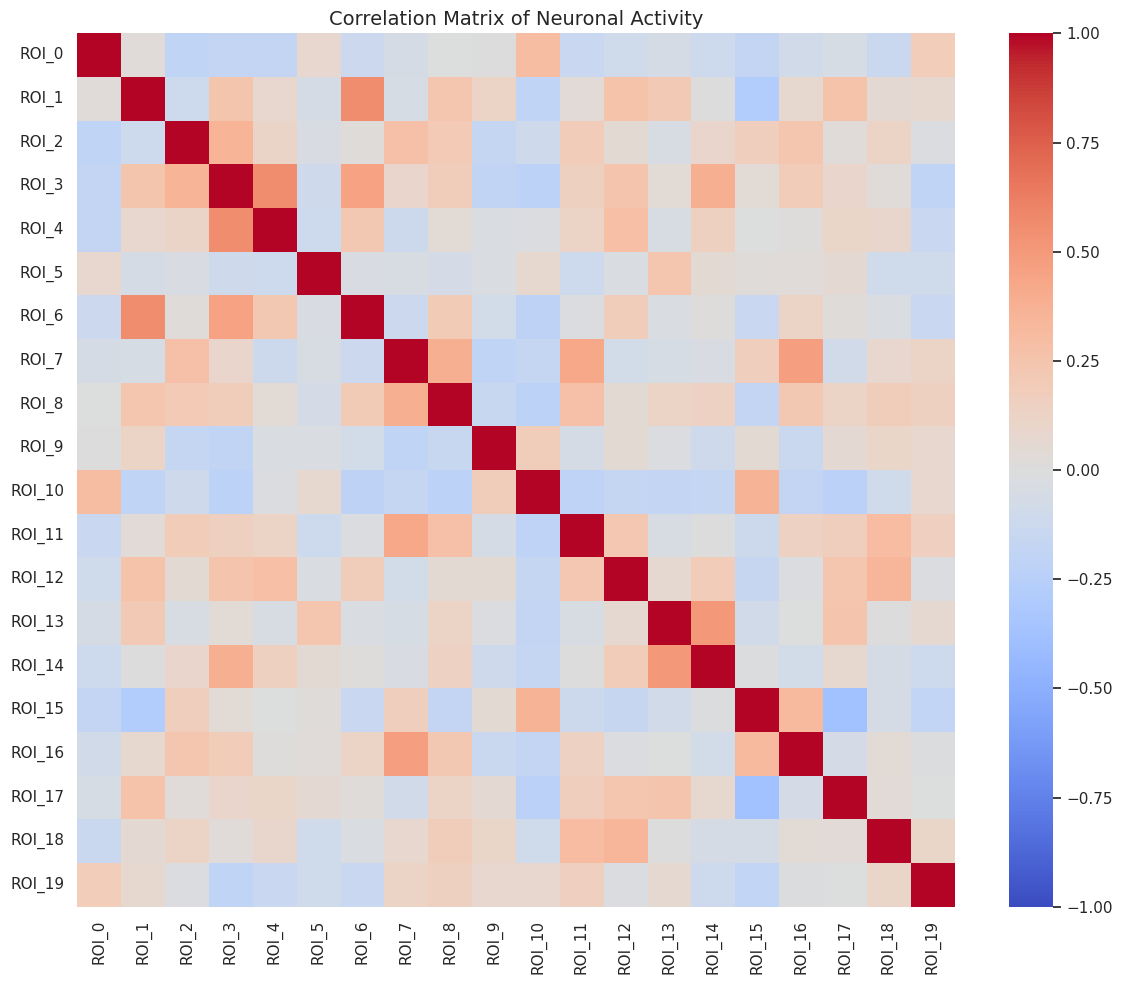 Correlation Matrix of Neuronal Activity
ROI_0
ROI_1
ROI_2
ROI_3
ROI_4
ROI_5
ROI_6
ROI_7
ROI_8
ROI_9
ROI_10
ROI_11
ROI_12
ROI_13
ROI_14
ROI_15
ROI_16
ROI_17
ROI_18
ROI_19
ROI_0 ROI_1 ROI_2 ROI_3 ROI_4 ROI_5 ROI_6 ROI_7 ROI_8 ROI_9 ROI_10 ROI_11 ROI_12 ROI_13 ROI_14 ROI_15 ROI_16 ROI_17 ROI_18 ROI_19
1.00
0.75
0.50
0.25
0.00
−0.25
−0.50
−0.75
−1.00